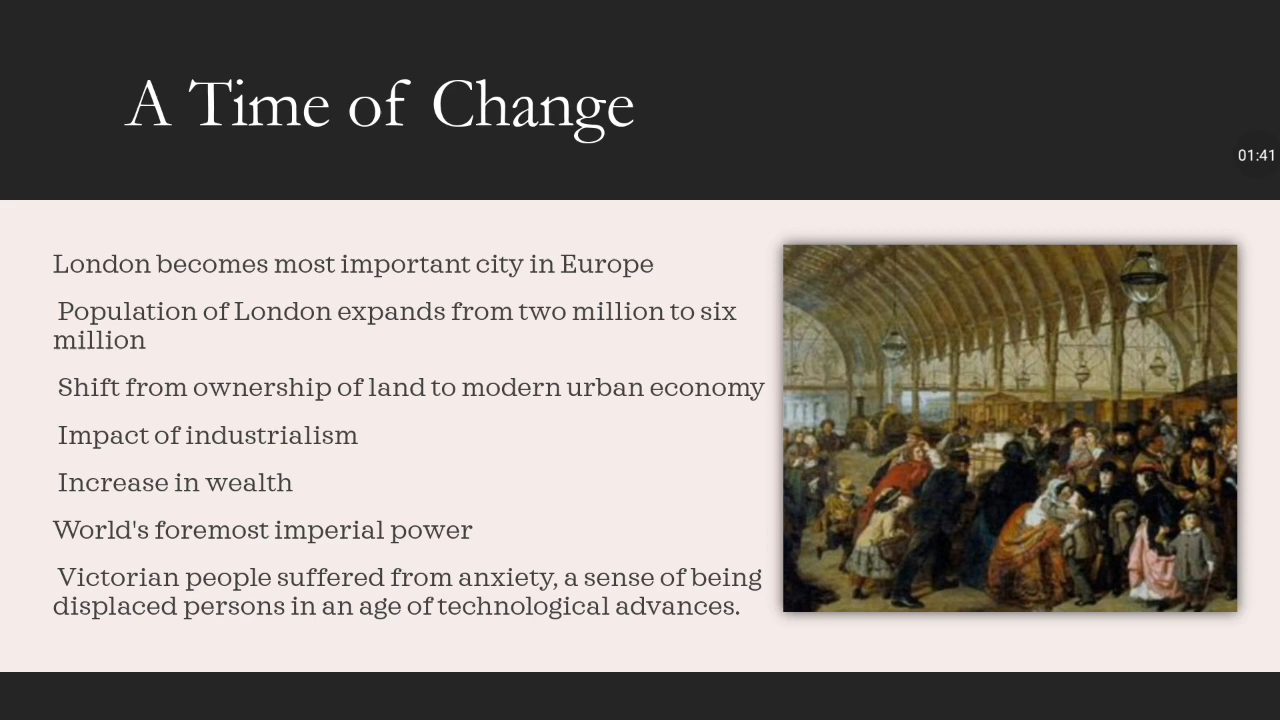 A Time of Change
01:41
London becomes most important city in Europe
Population of London expands from two million to six
million
Shift from ownership of land to modern urban economy
Impact of industrialism
Increase in wealth
World's foremost imperial power
Victorian people suffered from anxiety, a sense of being
displaced persons in an age of technological advances.